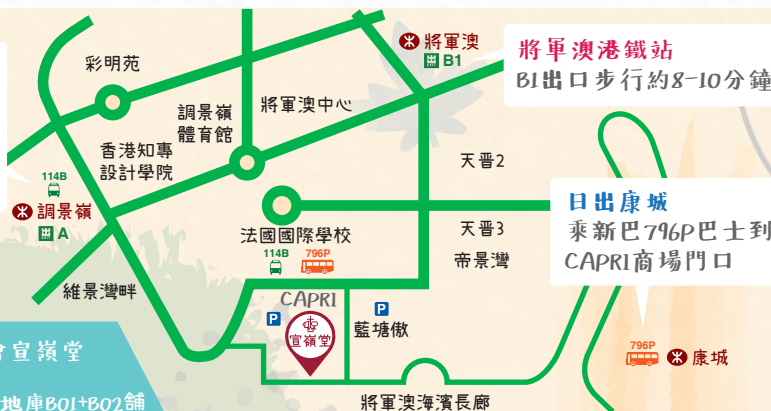 彩明苑
將軍澳
B1
將軍澳港鐵站
B1出口步行約8-10分鐘
調景嶺
體育館
將軍澳中心
香港知專
設計學院
114B
調景嶺
A
天晉2
天晉3
帝景灣
日出康城
乘新巴796P巴士到
CAPRI商場門口
法國國際學校
114B
796P
維景灣畔
CAPRI
P
P
宣嶺堂
藍塘傲
796P
康城
會宣嶺堂
地庫B01+B02舖
將軍澳海濱長廊